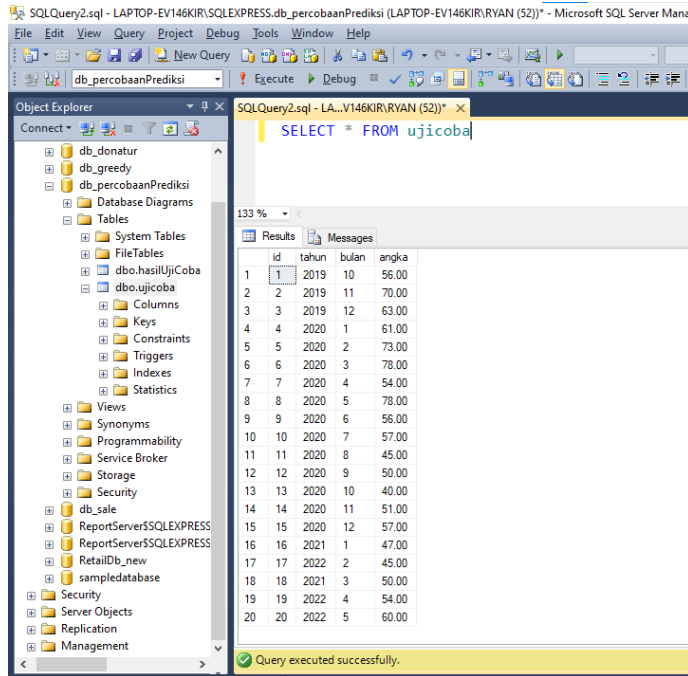 SQLQuery2.sql - LAPTOP-EV146KIR\SQLEXPRESS.db_percobaanPrediksi (LAPTOP-EV146KIR\RYAN (52))* - Microsoft SQL Server Mana
File Edit View Query Project Debug Tools Window Help
New Query
db_percobaanPrediksi Execute Debug
Object Explorer
Connect
db_donatur
db_greedy
db_percobaanPrediksi
Database Diagrams
Tables
System Tables
FileTables
dbo.hasilUjiCoba
dbo.ujicoba
Columns
Keys
Constraints
Triggers
Indexes
Statistics
Views
Synonyms
Programmability
Service Broker
Storage
Security
db_sale
ReportServer$SQLEXPRESS
ReportServer$SQLEXPRESS
RetailDb_new
sampledatabase
Security
Server Objects
Replication
Management
SQLQuery2.sql - LA...V146KIR\RYAN (52))*
SELECT * FROM ujicoba
133 %
Results Messages
id tahun bulan angka
1 1 2019 10 56.00
2 2 2019 11 70.00
3 3 2019 12 63.00
4 4 2020 1 61.00
5 5 2020 2 73.00
6 6 2020 3 78.00
7 7 2020 4 54.00
8 8 2020 5 78.00
9 9 2020 6 56.00
10 10 2020 7 57.00
11 11 2020 8 45.00
12 12 2020 9 50.00
13 13 2020 10 40.00
14 14 2020 11 51.00
15 15 2020 12 57.00
16 16 2021 1 47.00
17 17 2022 2 45.00
18 18 2021 3 50.00
19 19 2022 4 54.00
20 20 2022 5 60.00
Query executed successfully.